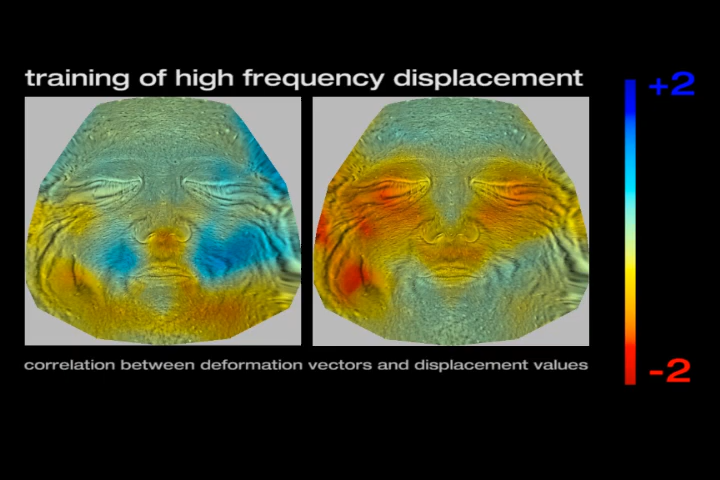 training of high frequency displacement
+2
correlation between deformation vectors and displacement values
-2